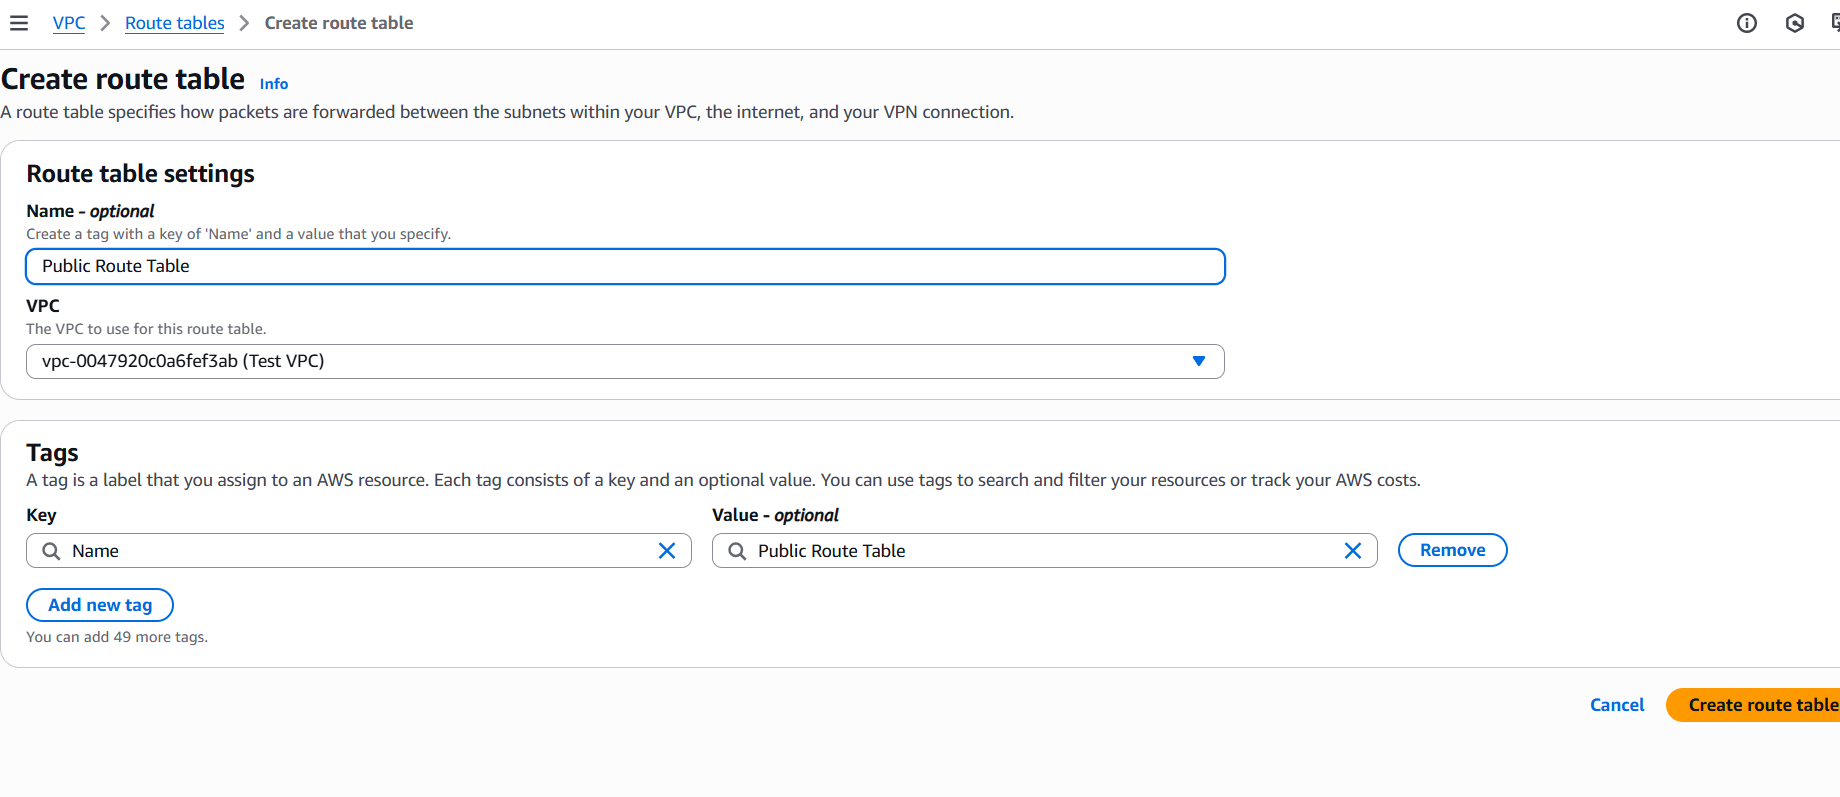 VPC > Route tables > Create route table
Create route table Info
A route table specifies how packets are forwarded between the subnets within your VPC, the internet, and your VPN connection.
Route table settings
Name - optional
Create a tag with a key of 'Name' and a value that you specify.
Public Route Table
VPC
The VPC to use for this route table.
vpc-0047920c0a6fef3ab (Test VPC)
Tags
A tag is a label that you assign to an AWS resource. Each tag consists of a key and an optional value. You can use tags to search and filter your resources or track your AWS costs.
Key Value - optional
Name Public Route Table Remove
Add new tag
You can add 49 more tags.
Cancel Create route table